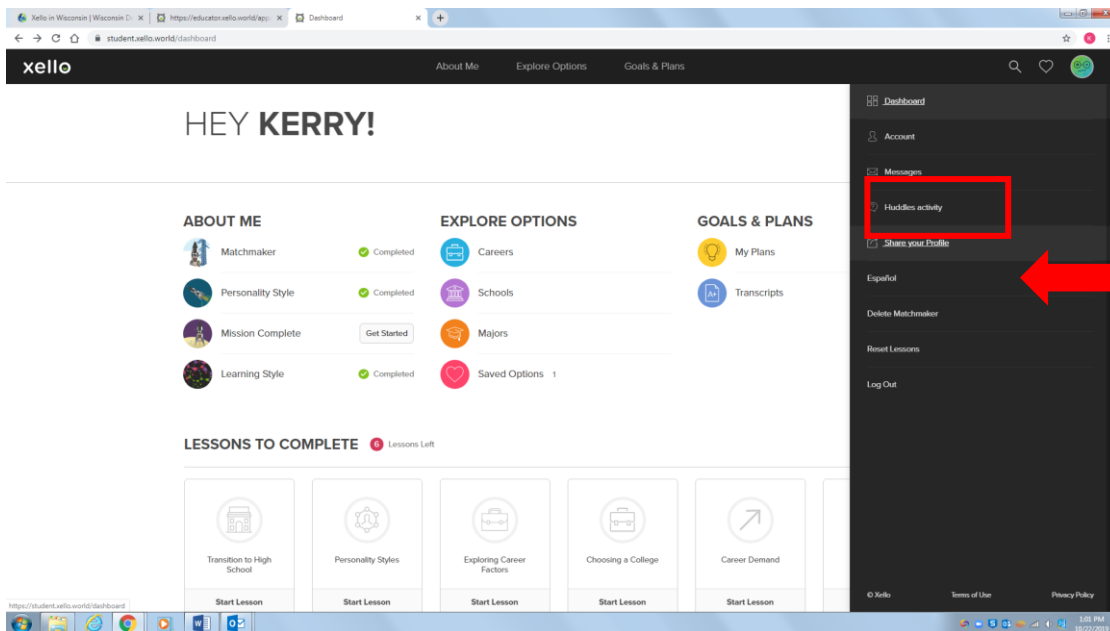 Xello in Wisconsin | Wisconsin De
https://educator.xello.world/app
Dashboard
student.xello.world/dashboard
K
xello
About Me
Explore Options
Goals & Plans
HEY KERRY!
Dashboard
Account
Messages
Huddles activity
Share your Profile
Español
Delete Matchmaker
Reset Lessons
Log Out
ABOUT ME
Matchmaker
Completed
Personality Style
Completed
Mission Complete
Get Started
Learning Style
Completed
EXPLORE OPTIONS
Careers
Schools
Majors
Saved Options 1
GOALS & PLANS
My Plans
A+
Transcripts
LESSONS TO COMPLETE 6 Lessons Left
Transition to High
School
Start Lesson
Personality Styles
Start Lesson
Exploring Career
Factors
Start Lesson
Choosing a College
Start Lesson
Career Demand
Start Lesson
© Xello
Terms of Use
Privacy Policy
https://student.xello.world/dashboard
1:01 PM
10/22/2019